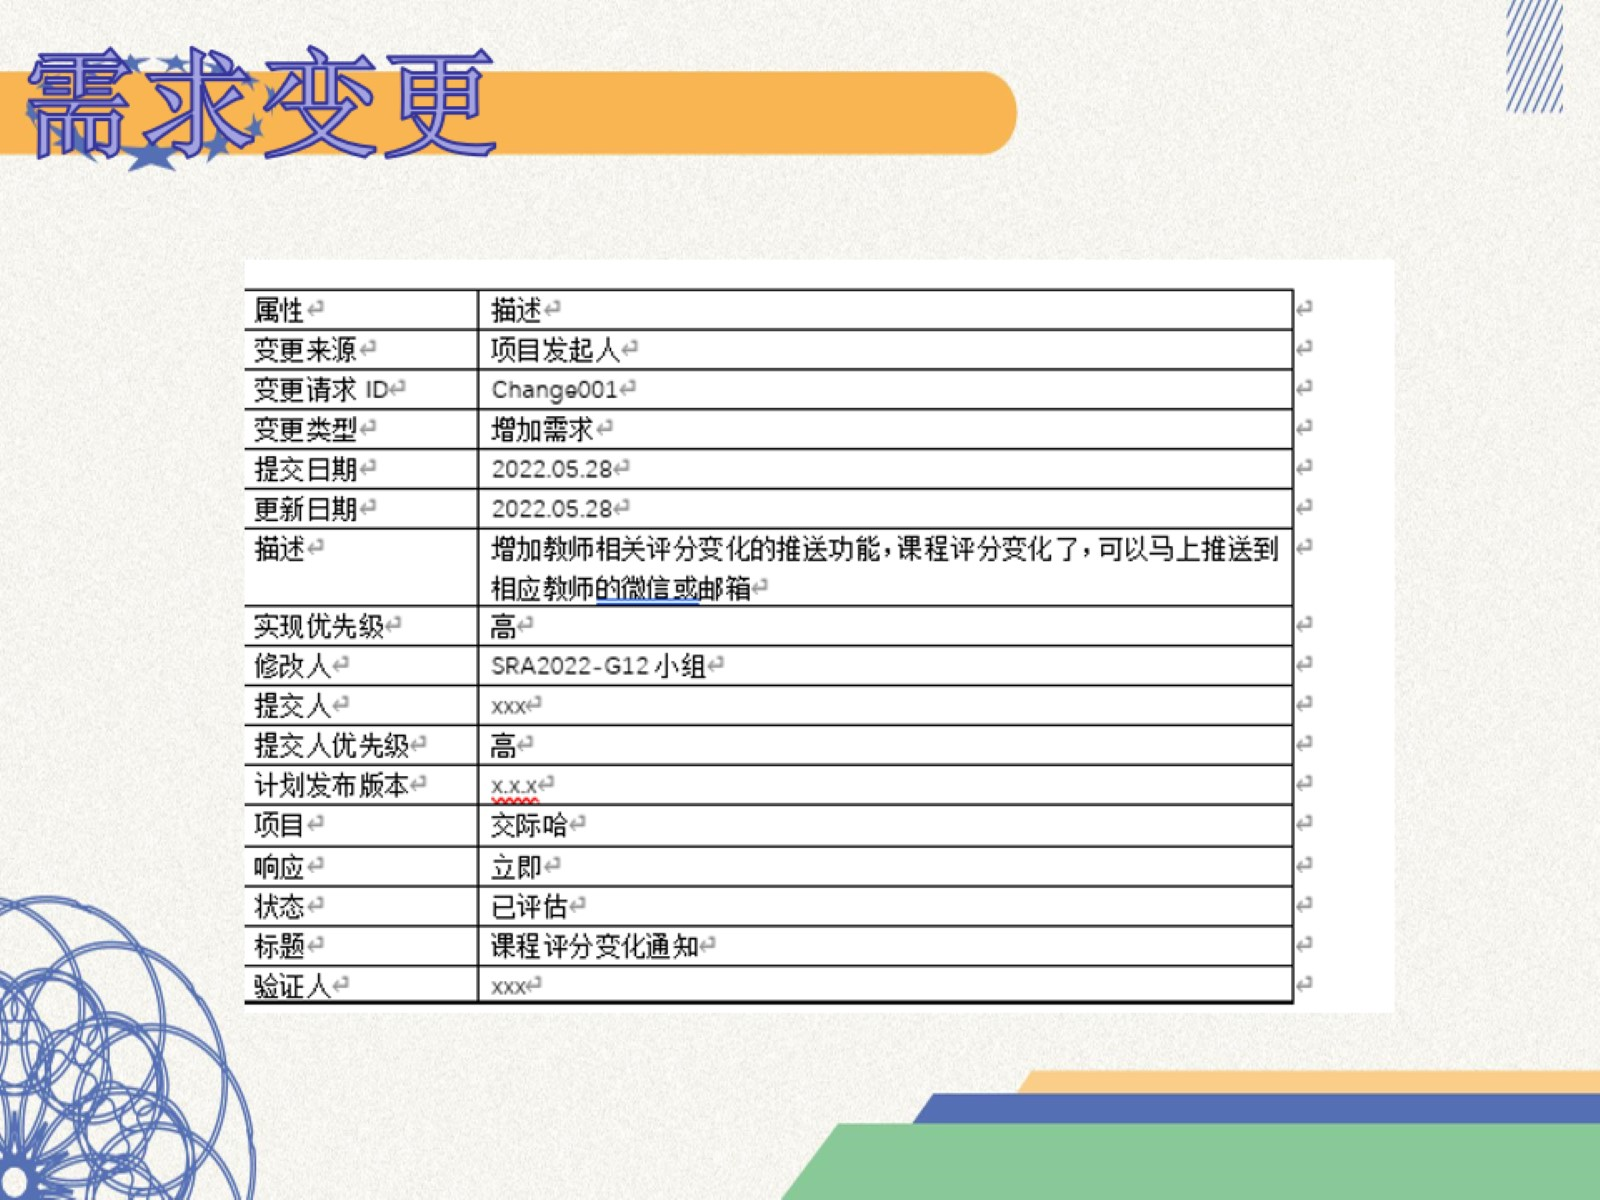 需求变更
属性 描述
变更来源 项目发起人
变更请求 ID Change001
变更类型 增加需求
提交日期 2022.05.28
更新日期 2022.05.28
描述 增加教师相关评分变化的推送功能，课程评分变化了，可以马上推送到
相应教师的微信或邮箱
实现优先级 高
修改人 SRA2022-G12 小组
提交人 xxx
提交人优先级 高
计划发布版本 x.x.x
项目 交际哈
响应 立即
状态 已评估
标题 课程评分变化通知
验证人 xxx